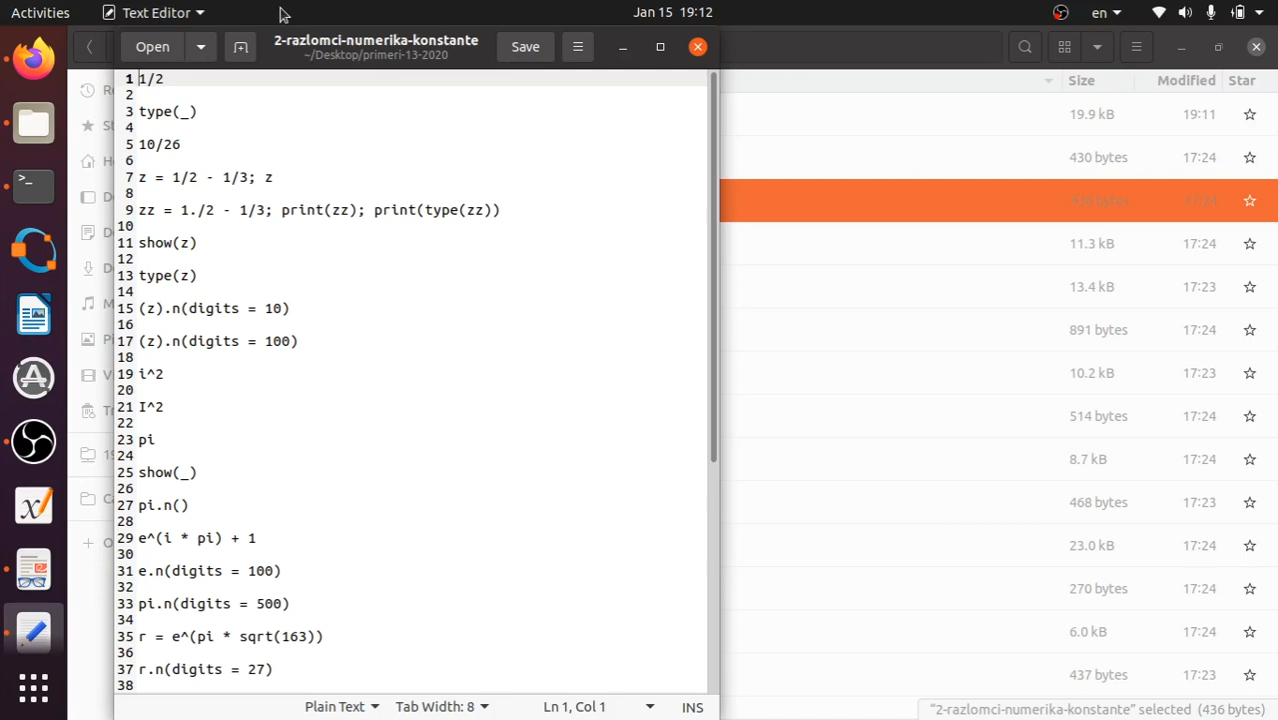 Activities
Text Editor
Jan 15 19:12
en
Open
2-razlomci-numerika-konstante
~/Desktop/primeri-13-2020
Save
1 1/2
2
3 type(_)
4
5 10/26
6
7 z = 1/2 - 1/3; z
8
9 zz = 1./2 - 1/3; print(zz); print(type(zz))
10
11 show(z)
12
13 type(z)
14
15 (z).n(digits = 10)
16
17 (z).n(digits = 100)
18
19 i^2
20
21 I^2
22
23 pi
24
25 show(_)
26
27 pi.n()
28
29 e^(i * pi) + 1
30
31 e.n(digits = 100)
32
33 pi.n(digits = 500)
34
35 r = e^(pi * sqrt(163))
36
37 r.n(digits = 27)
38
Plain Text
Tab Width: 8
Ln 1, Col 1
INS
Size Modified Star
19.9 kB 19:11
430 bytes 17:24
436 bytes 17:24
11.3 kB 17:24
13.4 kB 17:23
891 bytes 17:24
10.2 kB 17:23
514 bytes 17:24
8.7 kB 17:24
468 bytes 17:23
23.0 kB 17:24
270 bytes 17:24
6.0 kB 17:24
437 bytes 17:23
"2-razlomci-numerika-konstante" selected (436 bytes)